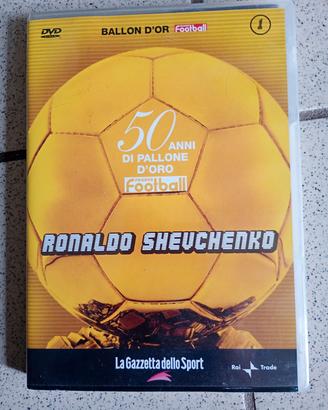 DVD
VIDEO
BALLON D'OR Football
1
50 ANNI
DI PALLONE
D'ORO
FRANCE
Football
RONALDO SHEVCHENKO
La Gazzetta dello Sport
Rai Trade